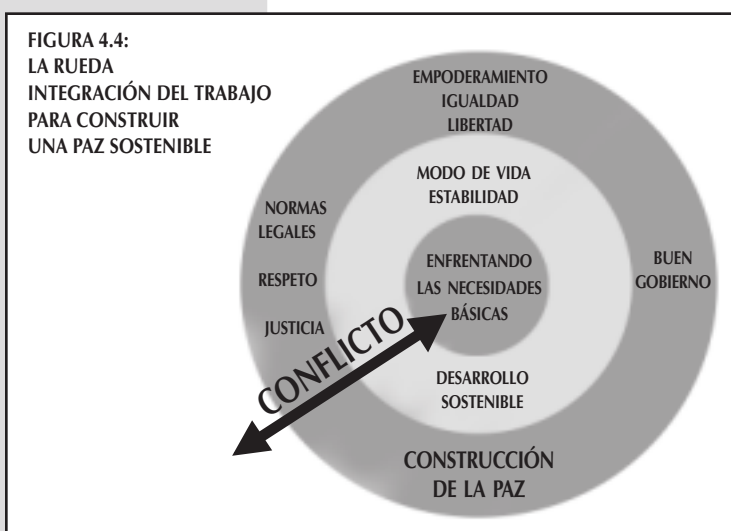 FIGURA 4.4:
LA RUEDA
INTEGRACIÓN DEL TRABAJO
PARA CONSTRUIR
UNA PAZ SOSTENIBLE
EMPODERAMIENTO
IGUALDAD
LIBERTAD
MODO DE VIDA
ESTABILIDAD
NORMAS
LEGALES
RESPETO
JUSTICIA
ENFRENTANDO
LAS NECESIDADES
BÁSICAS
BUEN
GOBIERNO
CONFLICTO
DESARROLLO
SOSTENIBLE
CONSTRUCCIÓN
DE LA PAZ